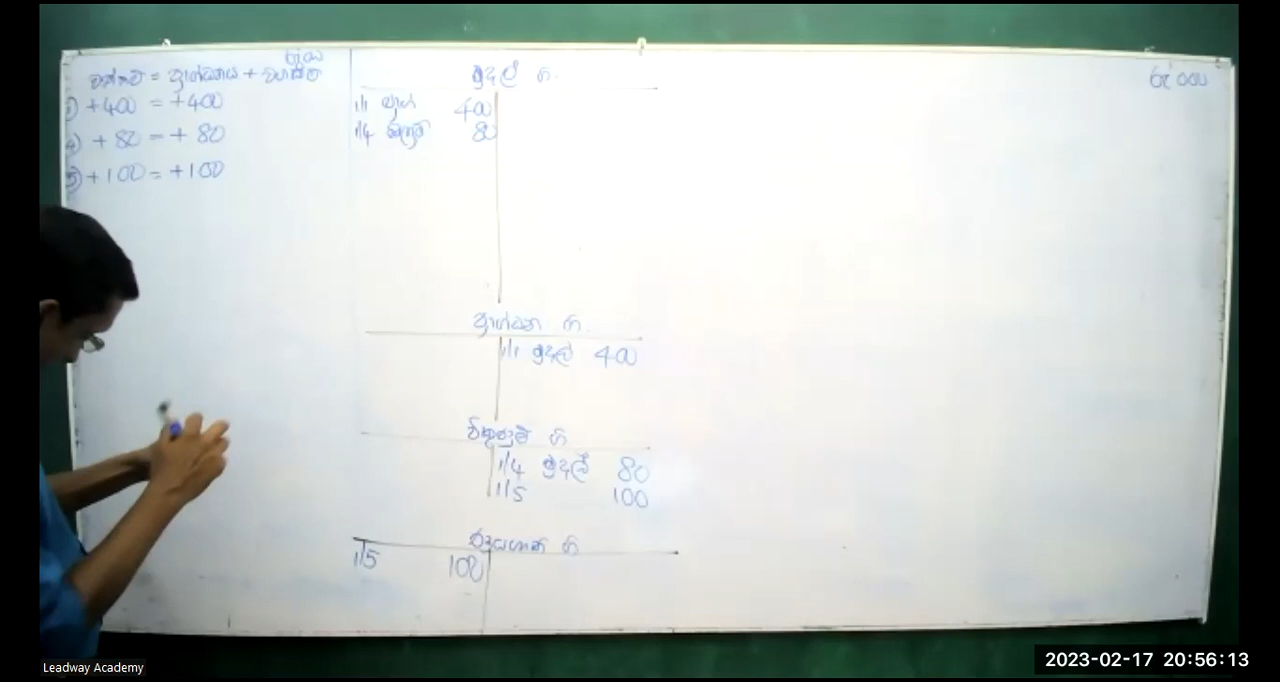 වත්කම් = ප්‍රාග්ධනය + වගකීම්
① +400 = +400
④ +80 = +80
⑤ +100 = +100
මුදල් ගි.
1/1 ප්‍රාග් 400
1/4 විකුණුම් 80
ප්‍රාග්ධන ගි.
1/1 මුදල් 400
විකුණුම් ගි
1/4 මුදල් 80
1/5 100
ණයගැති ගි
1/5 100
රු 000
Leadway Academy
2023-02-17 20:56:13